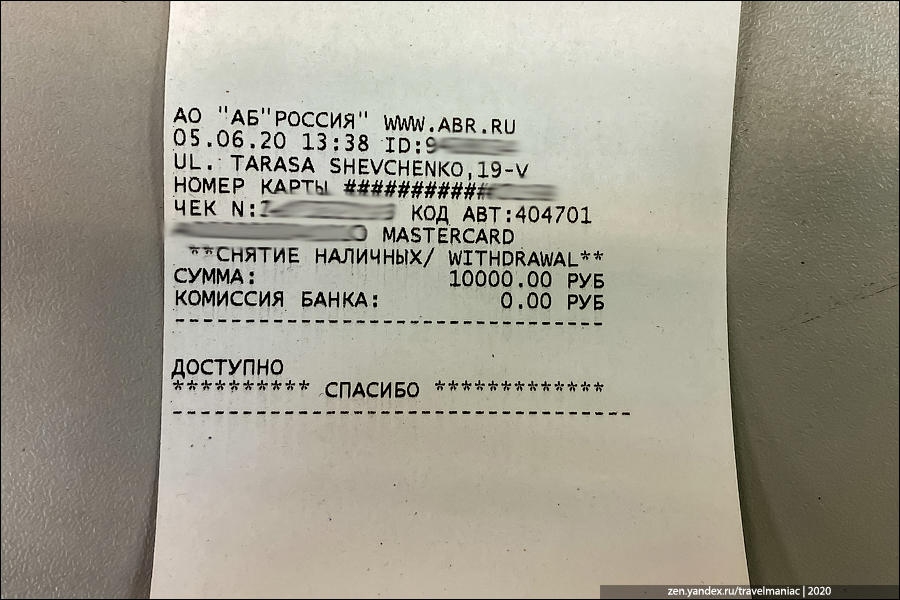 АО "АБ"РОССИЯ" WWW.ABR.RU
05.06.20 13:38 ID:9
UL. TARASA SHEVCHENKO,19-V
НОМЕР КАРТЫ ###########
ЧЕК N: КОД АВТ:404701
MASTERCARD
**СНЯТИЕ НАЛИЧНЫХ/ WITHDRAWAL**
СУММА: 10000.00 РУБ
КОМИССИЯ БАНКА: 0.00 РУБ
--------------------------------
ДОСТУПНО
********** СПАСИБО *************
----------------------------------
zen.yandex.ru/travelmaniac | 2020